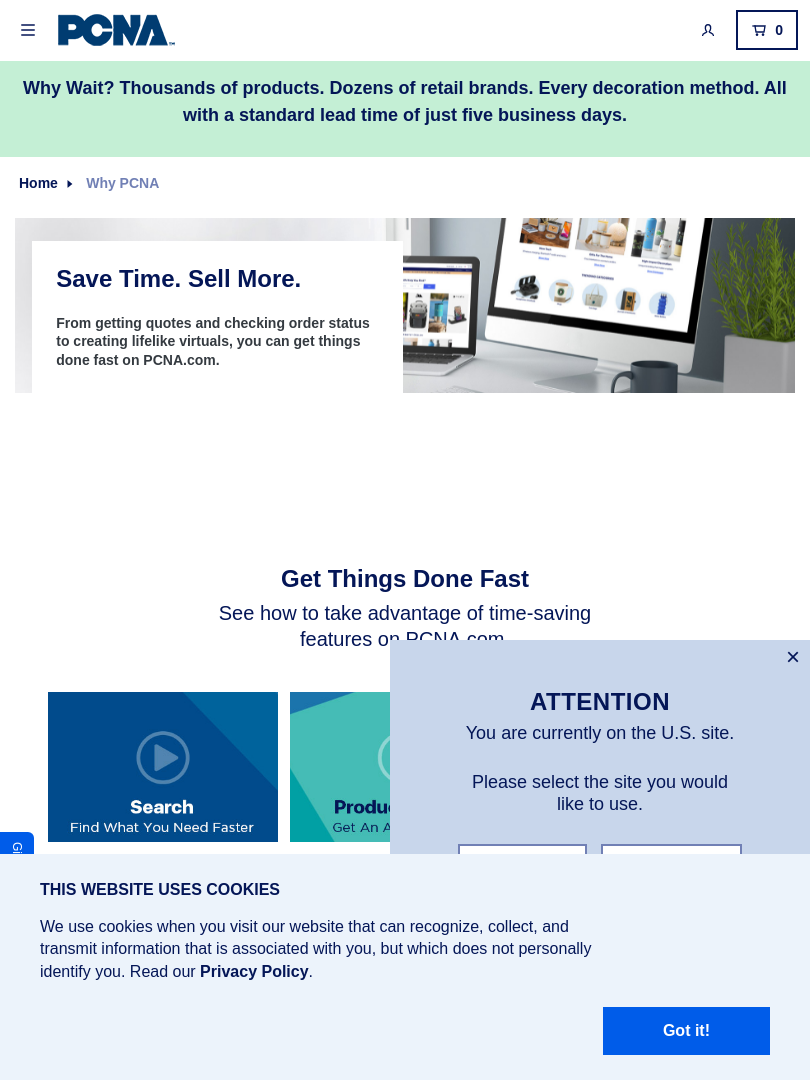 PCNA
0
Why Wait? Thousands of products. Dozens of retail brands. Every decoration method. All
with a standard lead time of just five business days.
Home
Why PCNA
Save Time. Sell More.
From getting quotes and checking order status
to creating lifelike virtuals, you can get things
done fast on PCNA.com.
Get Things Done Fast
See how to take advantage of time-saving
features on PCNA.com.
Search
Find What You Need Faster
Get An A
ATTENTION
You are currently on the U.S. site.
Please select the site you would
like to use.
THIS WEBSITE USES COOKIES
We use cookies when you visit our website that can recognize, collect, and
transmit information that is associated with you, but which does not personally
identify you. Read our Privacy Policy.
Got it!